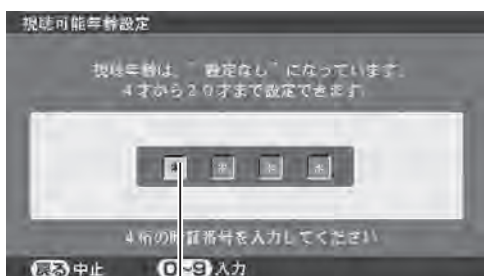 視聴可能年齢設定
視聴年齢は、“設定なし”になっています。
4才から20才まで設定できます。
* * * *
4桁の暗証番号を入力してください
戻る 中止 0~9 入力